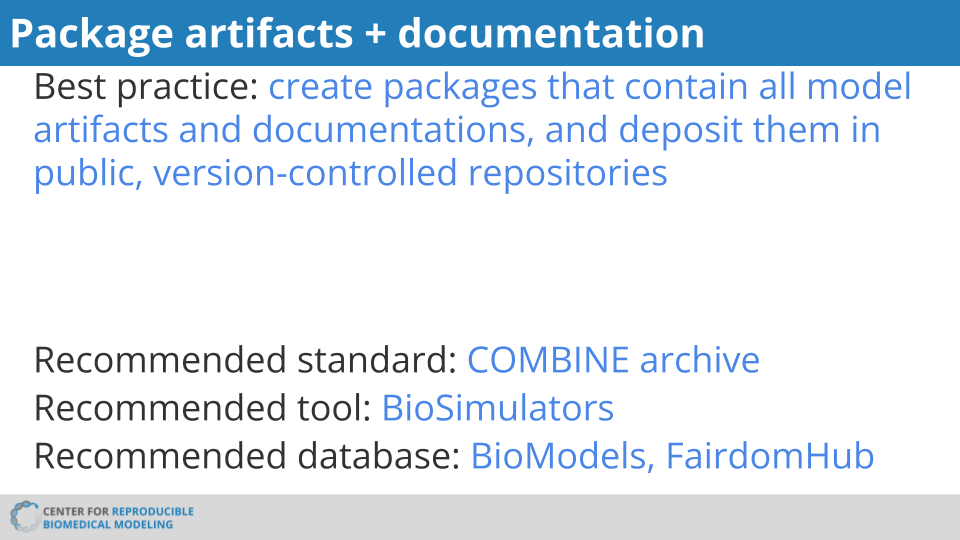 Package artifacts + documentation
Best practice: create packages that contain all model
artifacts and documentations, and deposit them in
public, version-controlled repositories
Recommended standard: COMBINE archive
Recommended tool: BioSimulators
Recommended database: BioModels, FairdomHub
CENTER FOR REPRODUCIBLE
BIOMEDICAL MODELING